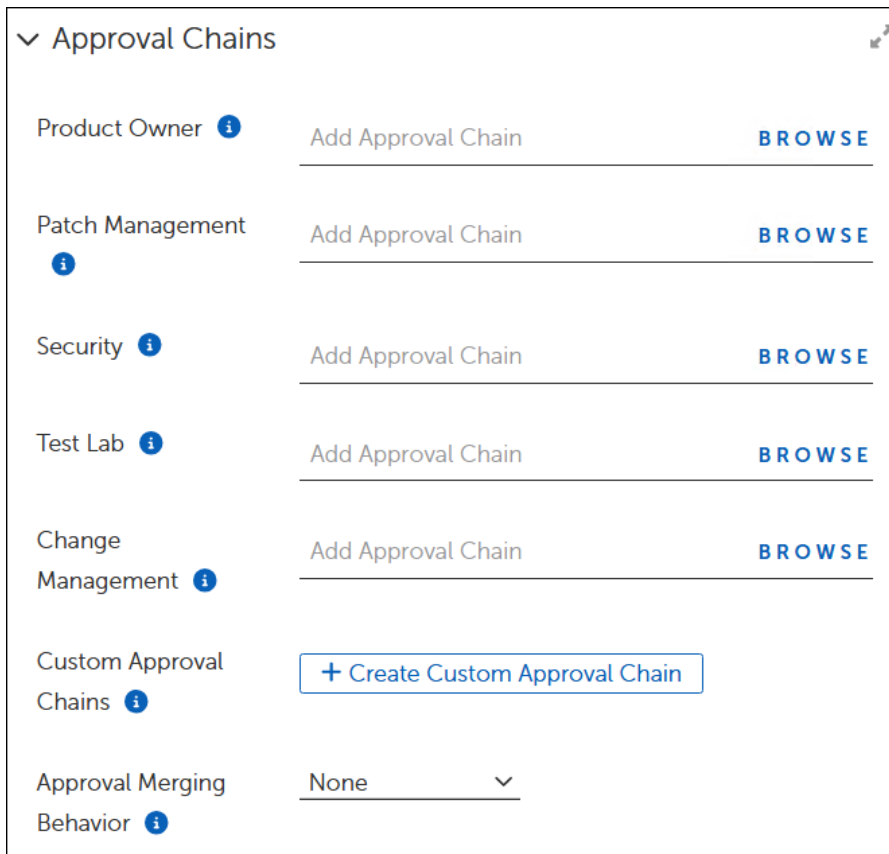 Approval Chains
Product Owner
Add Approval Chain BROWSE
Patch Management
Add Approval Chain BROWSE
Security
Add Approval Chain BROWSE
Test Lab
Add Approval Chain BROWSE
Change
Management
Add Approval Chain BROWSE
Custom Approval
Chains
+ Create Custom Approval Chain
Approval Merging
Behavior
None